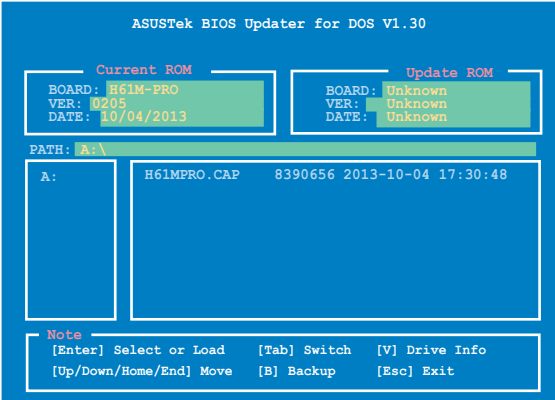 ASUSTek BIOS Updater for DOS V1.30
Current ROM
BOARD: H61M-PRO
VER: 0205
DATE: 10/04/2013
Update ROM
BOARD: Unknown
VER: Unknown
DATE: Unknown
PATH: A:\
A:
H61MPRO.CAP 8390656 2013-10-04 17:30:48
Note
[Enter] Select or Load [Tab] Switch [V] Drive Info
[Up/Down/Home/End] Move [B] Backup [Esc] Exit